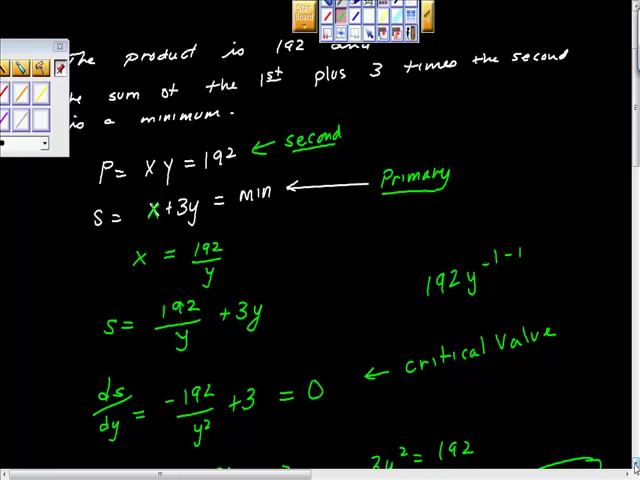 Start
Board
The product is 192 and
the sum of the 1st plus 3 times the second
is a minimum.
P = xy = 192 ← second
S = x + 3y = min ← Primary
x = 192/y
192y^-1-1
S = 192/y + 3y
ds/dy = -192/y² + 3 = 0 ← critical value
3y² = 192